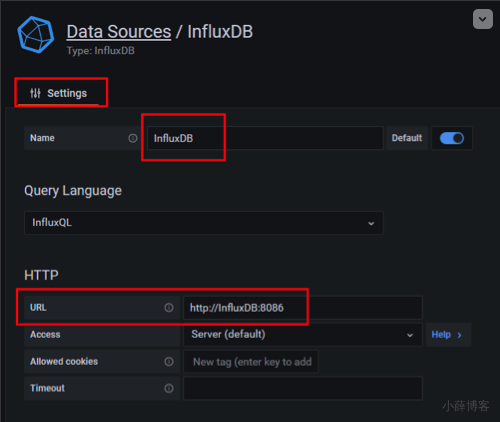 Data Sources / InfluxDB
Type: InfluxDB
Settings
Name InfluxDB Default
Query Language
InfluxQL
HTTP
URL http://InfluxDB:8086
Access Server (default) Help >
Allowed cookies New tag (enter key to add
Timeout
小薛博客